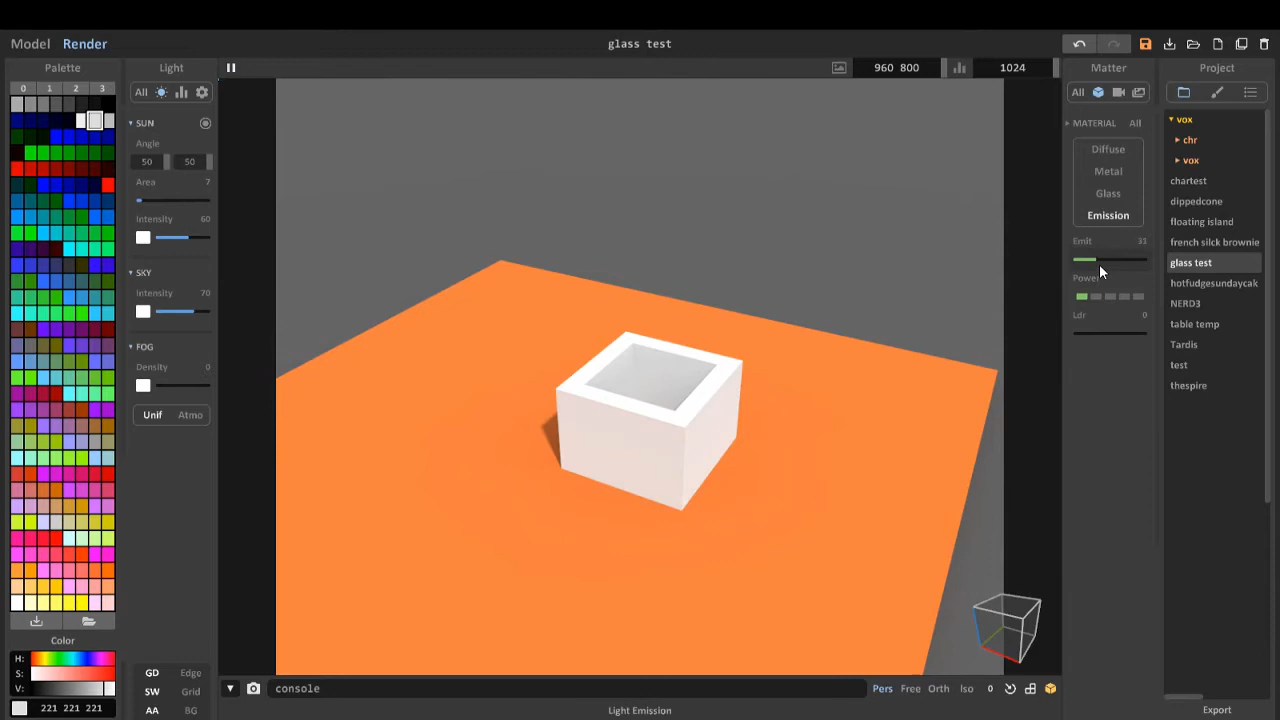 Model Render
glass test
Palette
0 1 2 3
Color
H:
S:
V:
221 221 221
Light
All
SUN
Angle
50 50
Area 7
Intensity 60
SKY
Intensity 70
FOG
Density 0
Unif Atmo
GD Edge
SW Grid
AA BG
960 800
1024
console
Pers Free Orth Iso 0
Light Emission
Matter
All
MATERIAL All
Diffuse
Metal
Glass
Emission
Emit 31
Power
Ldr 0
Project
vox
chr
vox
chartest
dippedcone
floating island
french silck brownie
glass test
hotfudgesundaycak
NERD3
table temp
Tardis
test
thespire
Export